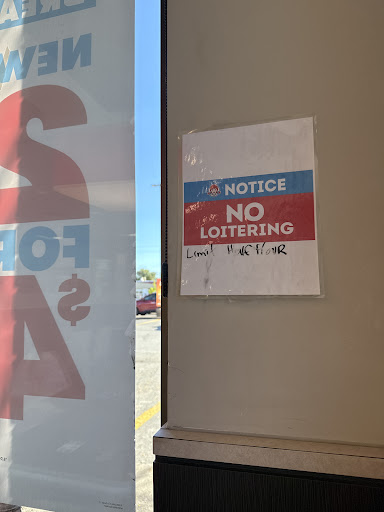 NEW
2
FOR
$4
NOTICE
NO
LOITERING
Limit HALF HOUR